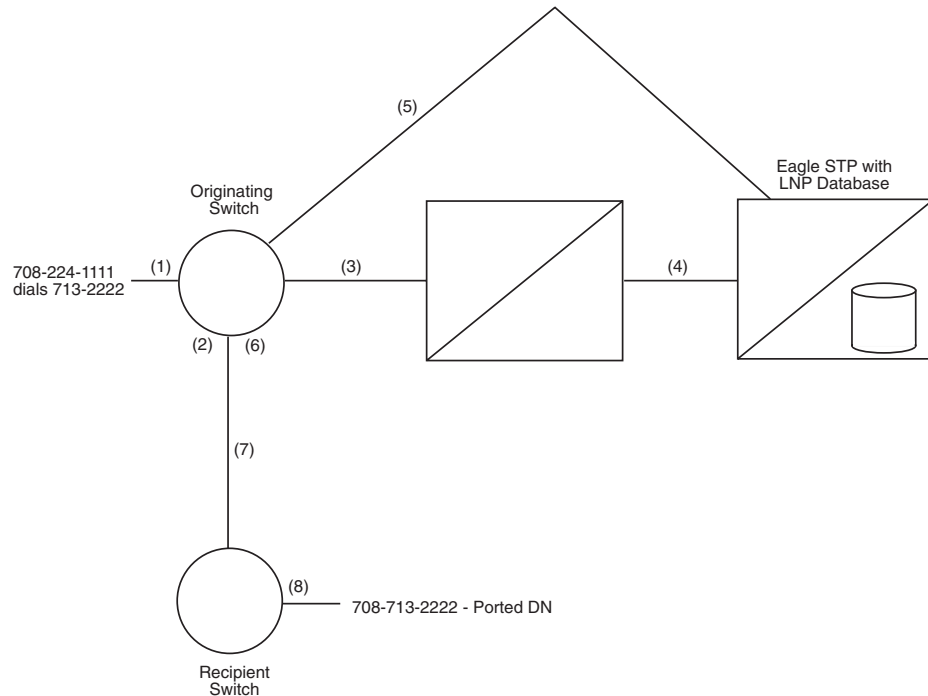 (5)
Eagle STP with
LNP Database
Originating
Switch
708-224-1111
dials 713-2222
(1)
(3)
(4)
(2)
(6)
(7)
(8)
708-713-2222 - Ported DN
Recipient
Switch